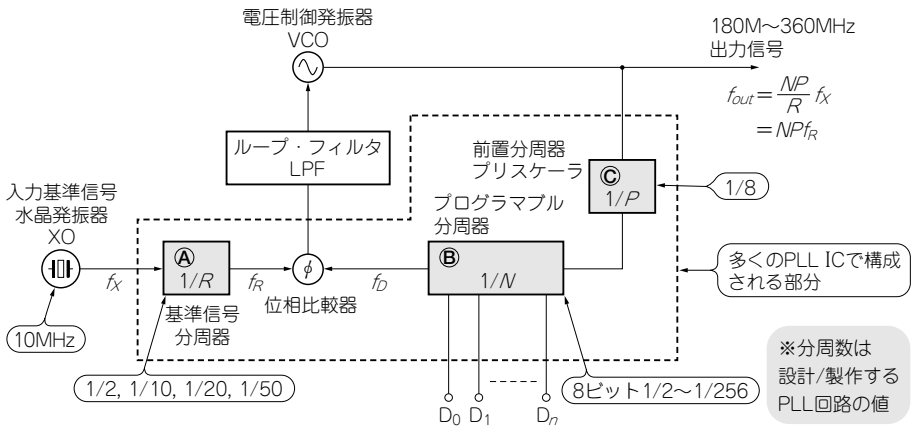 電圧制御発振器
VCO
180M～360MHz
出力信号
f_out = NP/R f_X
= NPf_R
ループ・フィルタ
LPF
前置分周器
プリスケーラ
Ⓒ
1/P
1/8
入力基準信号
水晶発振器
XO
プログラマブル
分周器
Ⓐ
1/R
Ⓑ
1/N
f_X
f_R
φ
f_D
位相比較器
基準信号
分周器
多くのPLL ICで構成
される部分
10MHz
1/2, 1/10, 1/20, 1/50
8ビット1/2～1/256
D₀
D₁
Dₙ
※分周数は
設計/製作する
PLL回路の値